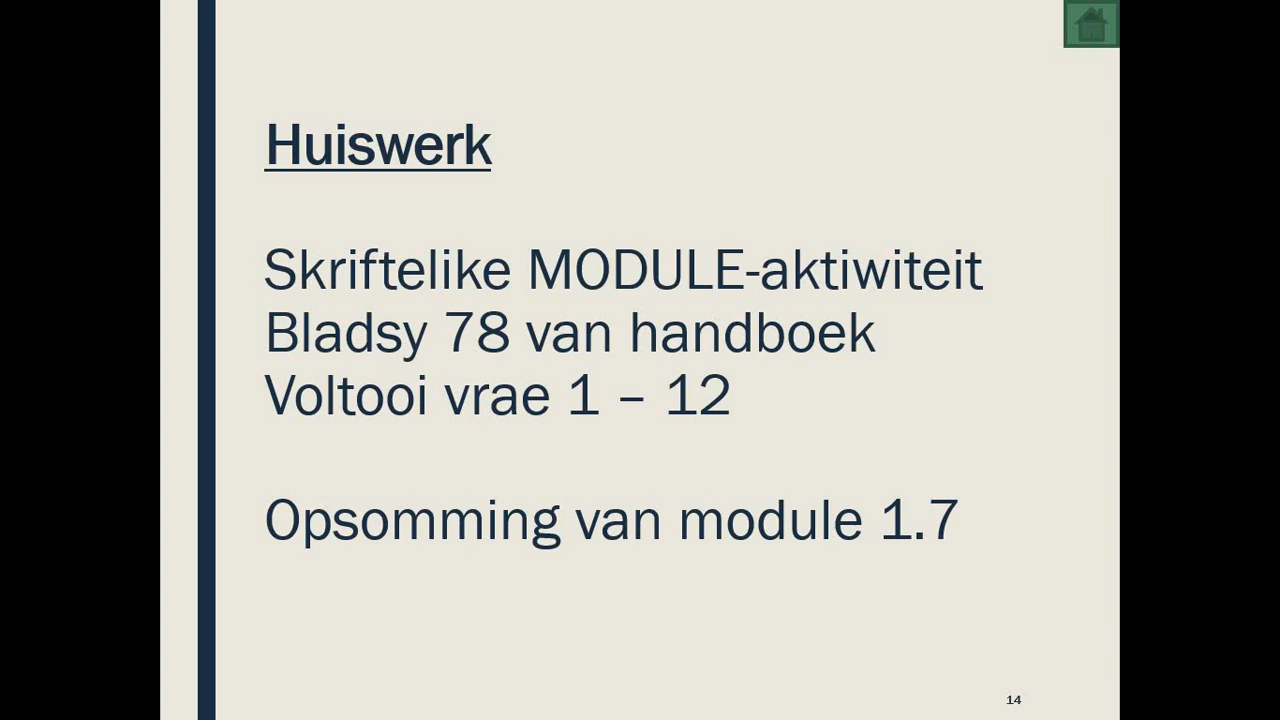 Huiswerk
Skriftelike MODULE-aktiwiteit
Bladsy 78 van handboek
Voltooi vrae 1 – 12
Opsomming van module 1.7
14